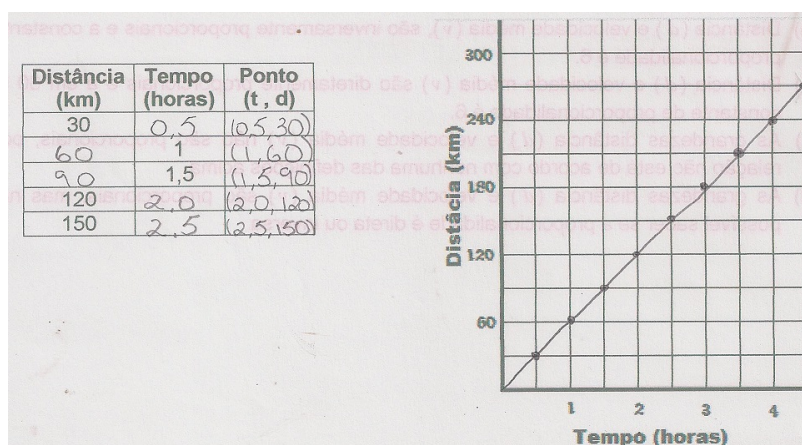 Distância (km) Tempo (horas) Ponto (t , d)
30 0,5 (0,5,30)
60 1 (1,60)
90 1,5 (1,5,90)
120 2,0 (2,0,120)
150 2,5 (2,5,150)
Distâcia (km)
300
240
180
120
60
1 2 3 4
Tempo (horas)